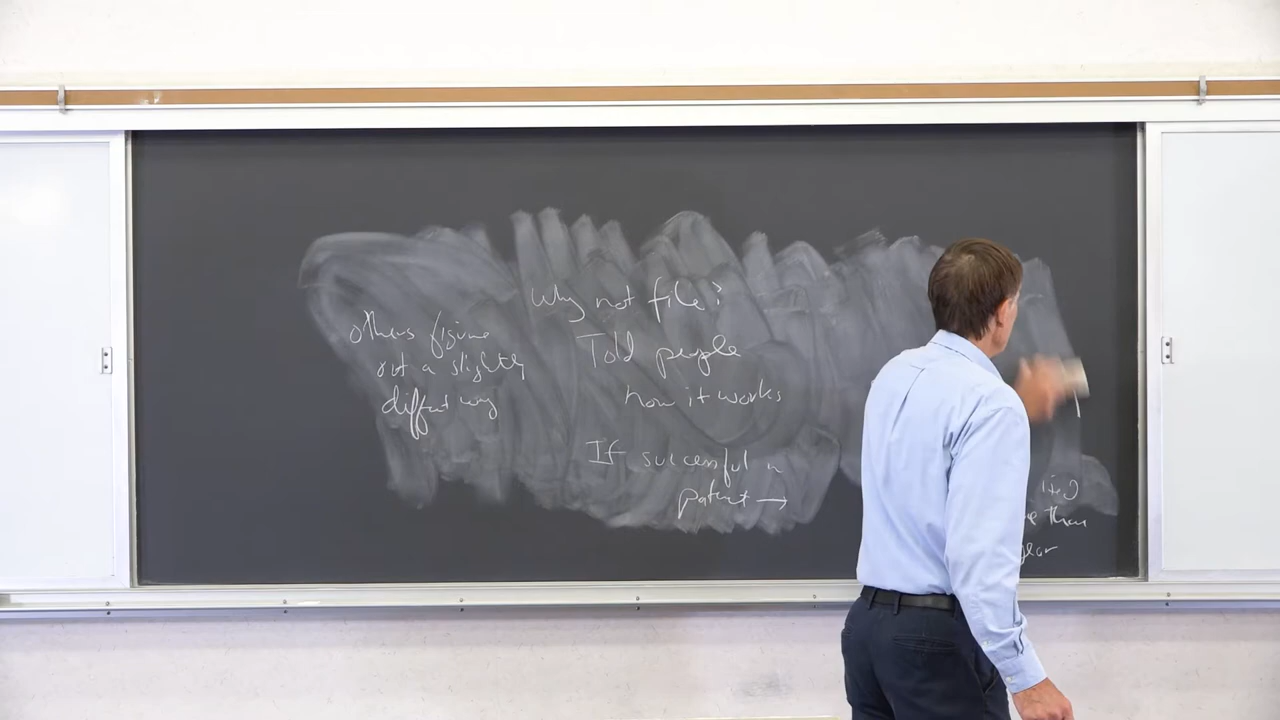 Why not file?
others figure
out a slightly
different way
Told people
how it works
If successful in
patent →
than
year